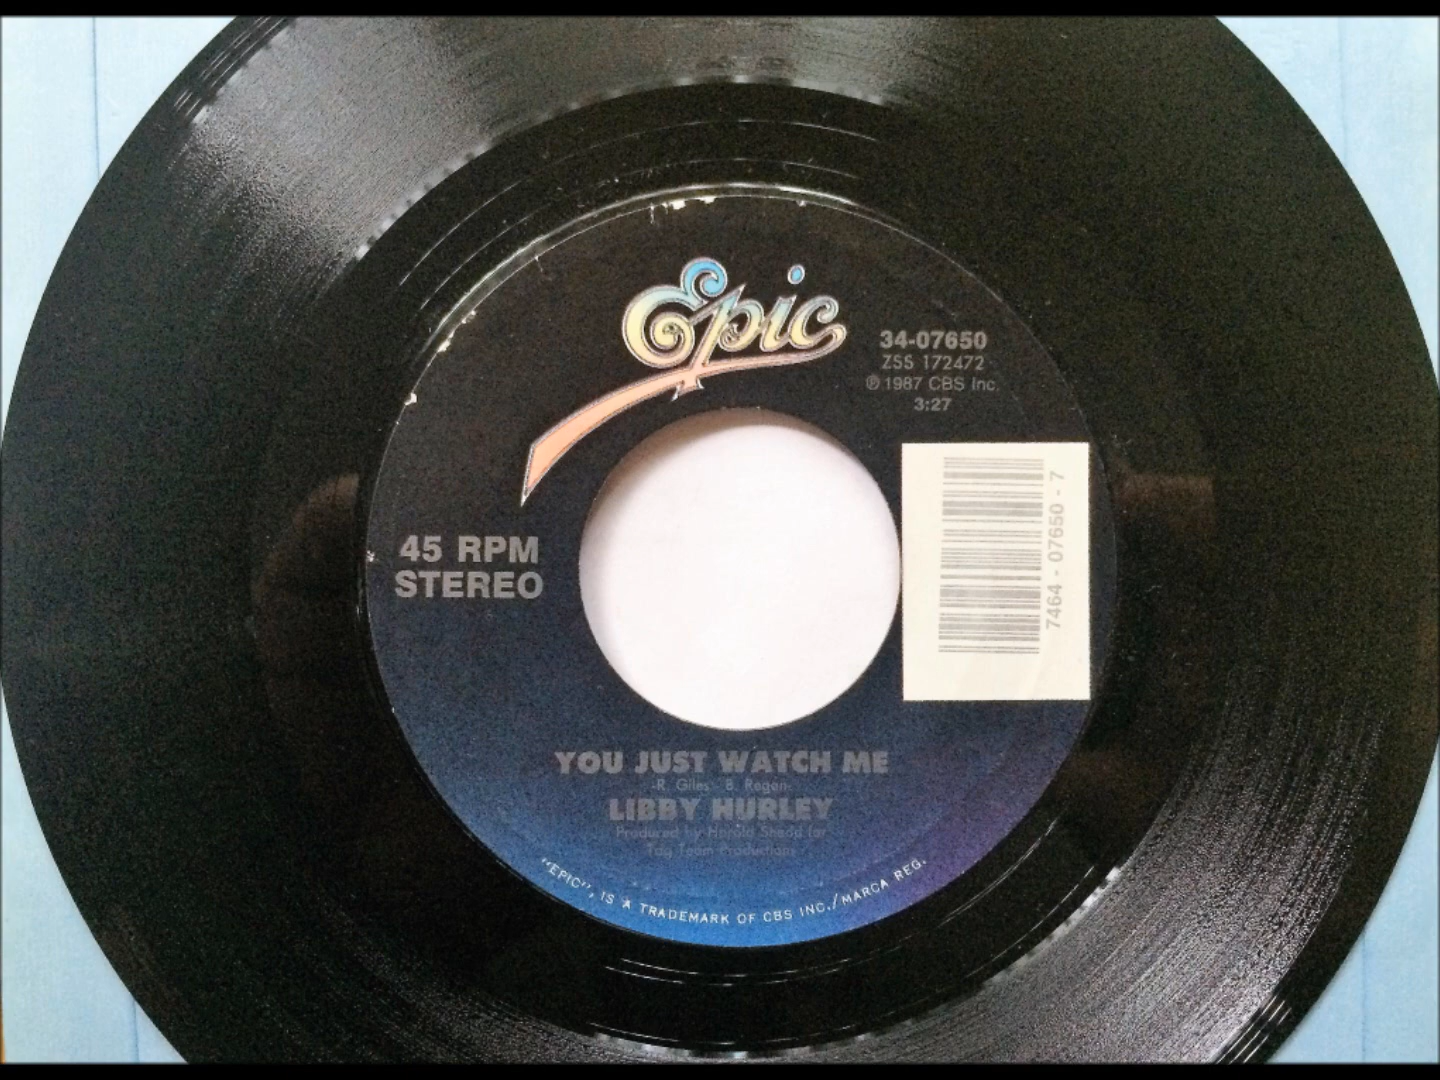 Epic
34-07650
ZSS 172472
℗ 1987 CBS Inc.
3:27
45 RPM
STEREO
7464 - 07650 - 7
YOU JUST WATCH ME
-R. Giles - B. Regan-
LIBBY HURLEY
Produced by Harold Shedd for
Tag Team Productions
"EPIC", IS A TRADEMARK OF CBS INC./MARCA REG.